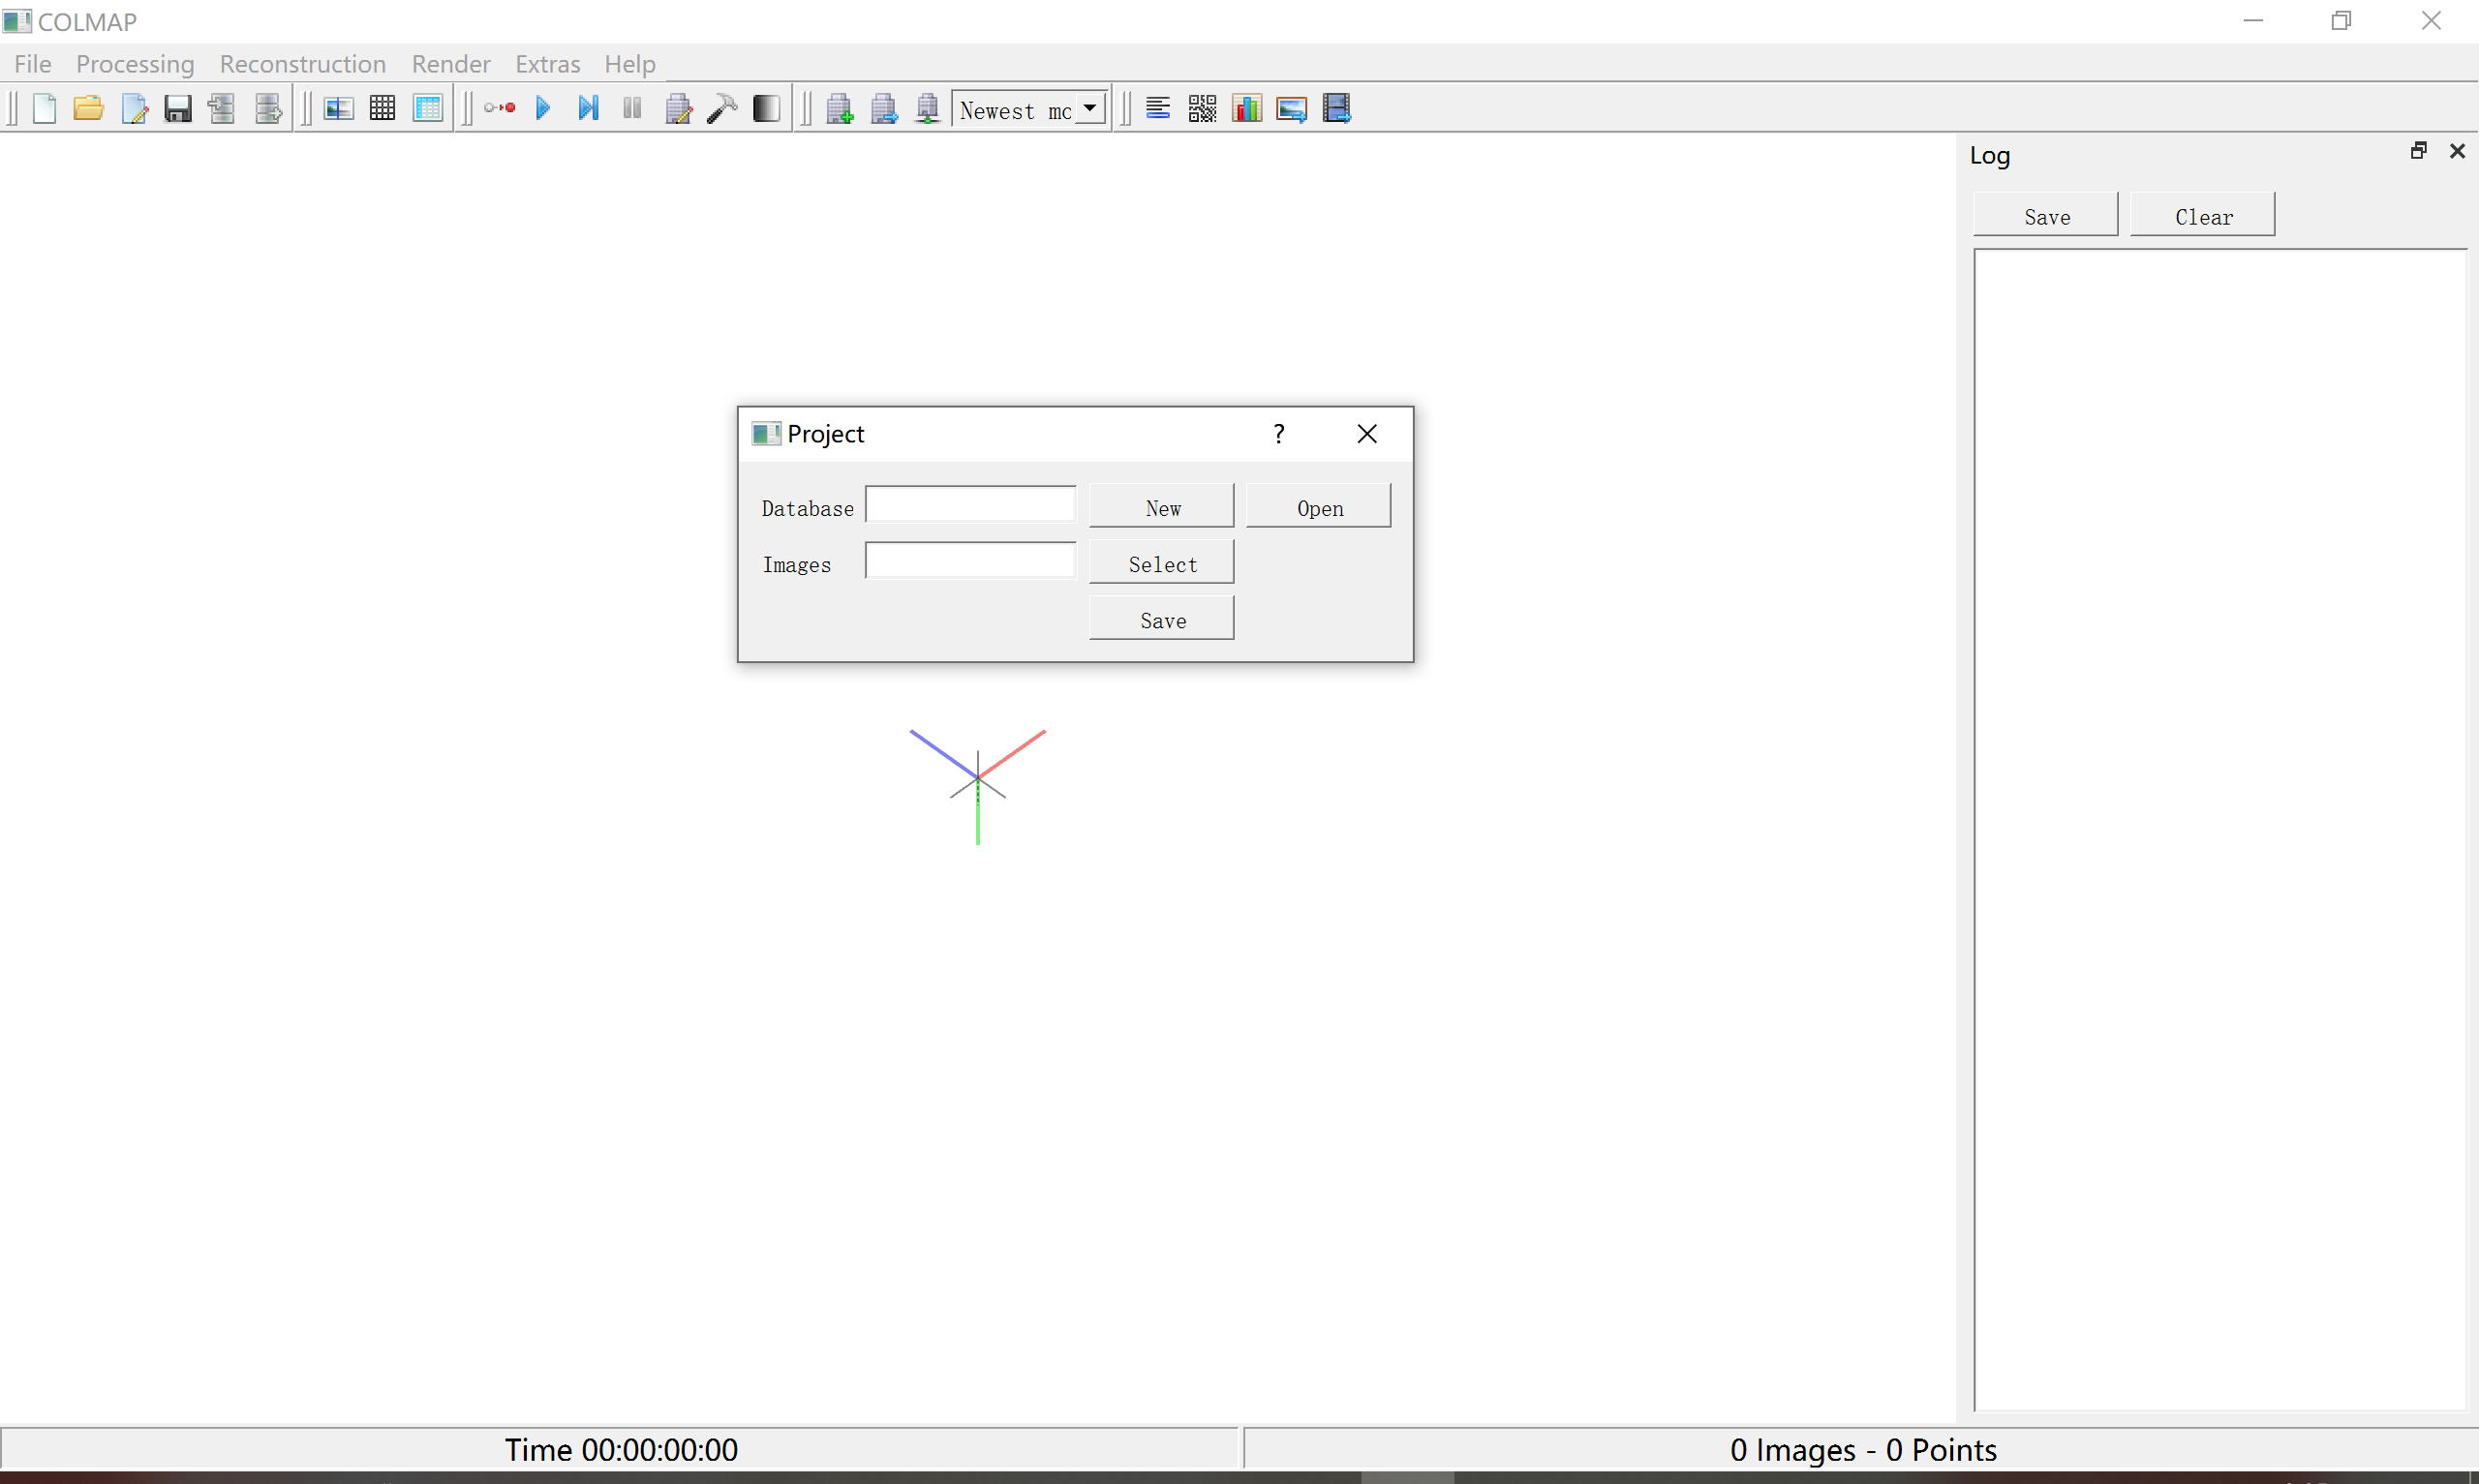 COLMAP
File Processing Reconstruction Render Extras Help
Newest mc
Log
Save Clear
Project
?
Database New Open
Images Select
Save
Time 00:00:00:00
0 Images - 0 Points